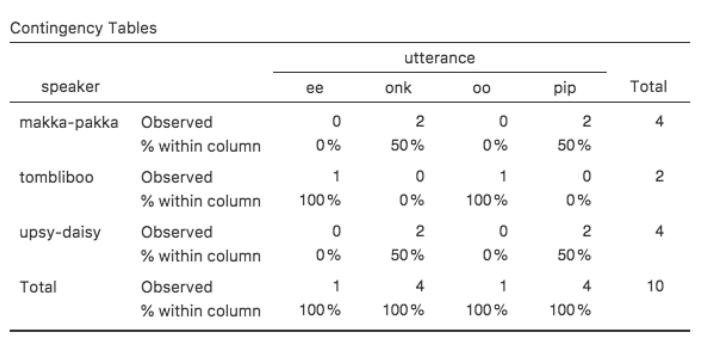 Contingency Tables
utterance
speaker ee onk oo pip Total
makka-pakka Observed 0 2 0 2 4
% within column 0% 50% 0% 50%
tombliboo Observed 1 0 1 0 2
% within column 100% 0% 100% 0%
upsy-daisy Observed 0 2 0 2 4
% within column 0% 50% 0% 50%
Total Observed 1 4 1 4 10
% within column 100% 100% 100% 100%